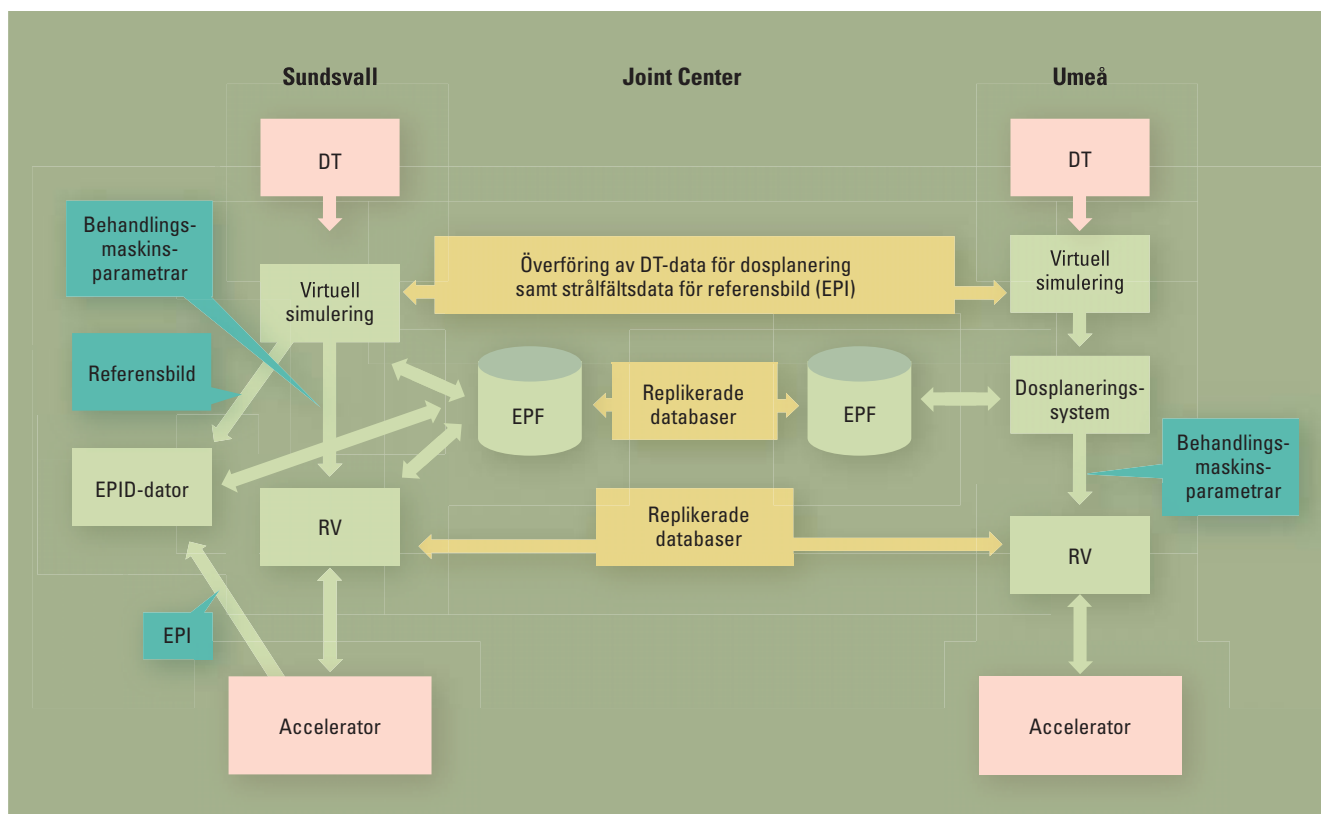 Sundsvall
Joint Center
Umeå
DT
DT
Behandlings-
maskins-
parametrar
Överföring av DT-data för dosplanering
samt strålfältsdata för referensbild (EPI)
Virtuell
simulering
Virtuell
simulering
Referensbild
EPF
Replikerade
databaser
EPF
Dosplanerings-
system
Behandlings-
maskins-
parametrar
EPID-dator
RV
Replikerade
databaser
RV
EPI
Accelerator
Accelerator